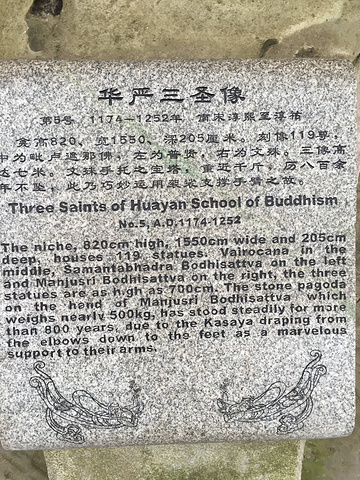 华严三圣像
第5号 1174—1252年 南宋淳熙至淳祐
龛高820、宽1550、深205厘米，刻像119尊，
中为毗卢遮那佛，左为普贤，右为文殊，三像高
达七米。文殊手托之宝塔，重近千斤，历八百余
年不坠，此乃巧妙运用袈裟支撑手臂之故。
Three Saints of Huayan School of Buddhism
No.5, A.D.1174-1252
The niche, 820cm high, 1550cm wide and 205cm
deep, houses 119 statues. Vairocana in the
middle, Samantabhadra Bodhisattva on the left
and Manjusri Bodhisattva on the right, the three
statues are as high as 700cm. The stone pagoda
on the hand of Manjusri Bodhisattva which
weighs nearly 500kg, has stood steadily for more
than 800 years, due to the Kasaya draping from
the elbows down to the feet as a marvelous
support to their arms.